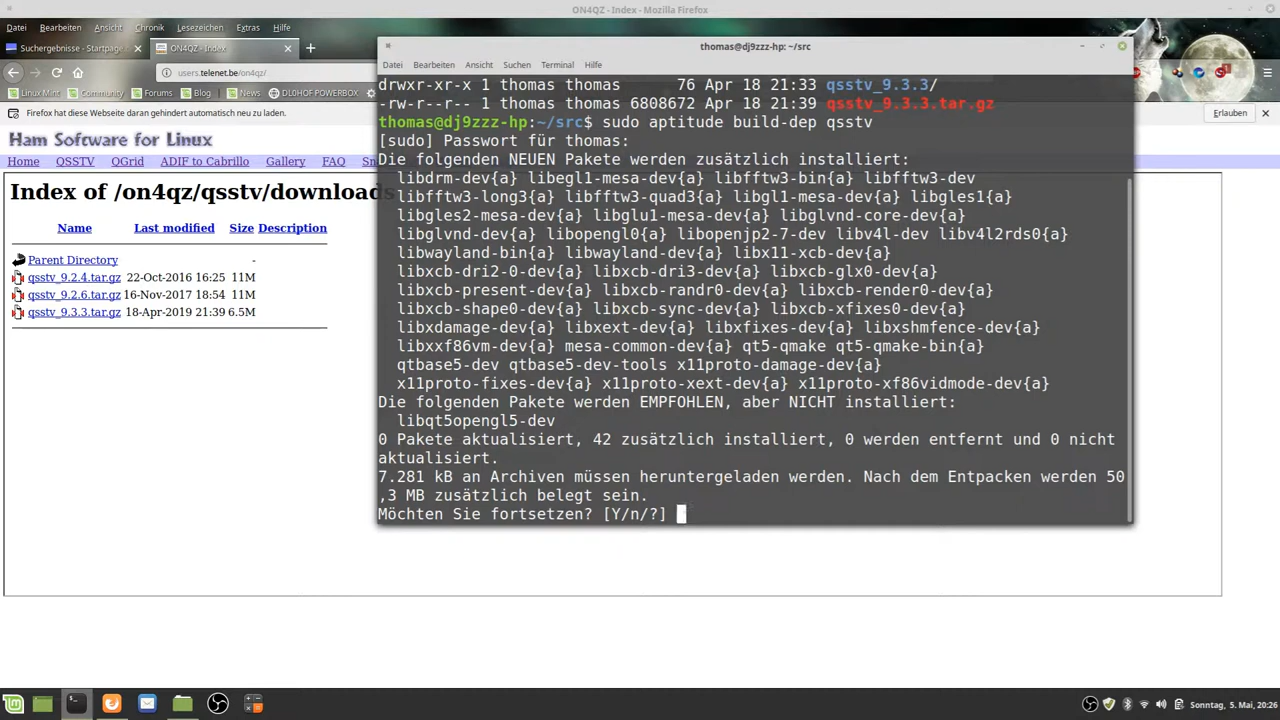 ON4QZ - Index - Mozilla Firefox
Datei Bearbeiten Ansicht Chronik Lesezeichen Extras Hilfe
Suchergebnisse - Startpage
ON4QZ - Index
users.telenet.be/on4qz/
Linux Mint Community Forums Blog News DL0HOF POWERBOX
Firefox hat diese Webseite daran gehindert automatisch neu zu laden.
Erlauben
Ham Software for Linux
Home QSSTV QGrid ADIF to Cabrillo Gallery FAQ
Index of /on4qz/qsstv/downloads
Name Last modified Size Description
Parent Directory -
qsstv_9.2.4.tar.gz 22-Oct-2016 16:25 11M
qsstv_9.2.6.tar.gz 16-Nov-2017 18:54 11M
qsstv_9.3.3.tar.gz 18-Apr-2019 21:39 6.5M
thomas@dj9zzz-hp: ~/src
Datei Bearbeiten Ansicht Suchen Terminal Hilfe
drwxr-xr-x 1 thomas thomas 76 Apr 18 21:33 qsstv_9.3.3/
-rw-r--r-- 1 thomas thomas 6808672 Apr 18 21:39 qsstv_9.3.3.tar.gz
thomas@dj9zzz-hp:~/src$ sudo aptitude build-dep qsstv
[sudo] Passwort für thomas:
Die folgenden NEUEN Pakete werden zusätzlich installiert:
libdrm-dev{a} libegl1-mesa-dev{a} libfftw3-bin{a} libfftw3-dev
libfftw3-long3{a} libfftw3-quad3{a} libgl1-mesa-dev{a} libgles1{a}
libgles2-mesa-dev{a} libglu1-mesa-dev{a} libglvnd-core-dev{a}
libglvnd-dev{a} libopengl0{a} libopenjp2-7-dev libv4l-dev libv4l2rds0{a}
libwayland-bin{a} libwayland-dev{a} libx11-xcb-dev{a}
libxcb-dri2-0-dev{a} libxcb-dri3-dev{a} libxcb-glx0-dev{a}
libxcb-present-dev{a} libxcb-randr0-dev{a} libxcb-render0-dev{a}
libxcb-shape0-dev{a} libxcb-sync-dev{a} libxcb-xfixes0-dev{a}
libxdamage-dev{a} libxext-dev{a} libxfixes-dev{a} libxshmfence-dev{a}
libxxf86vm-dev{a} mesa-common-dev{a} qt5-qmake qt5-qmake-bin{a}
qtbase5-dev qtbase5-dev-tools x11proto-damage-dev{a}
x11proto-fixes-dev{a} x11proto-xext-dev{a} x11proto-xf86vidmode-dev{a}
Die folgenden Pakete werden EMPFOHLEN, aber NICHT installiert:
libqt5opengl5-dev
0 Pakete aktualisiert, 42 zusätzlich installiert, 0 werden entfernt und 0 nicht
aktualisiert.
7.281 kB an Archiven müssen heruntergeladen werden. Nach dem Entpacken werden 50
,3 MB zusätzlich belegt sein.
Möchten Sie fortsetzen? [Y/n/?]
Sonntag, 5. Mai, 20:26